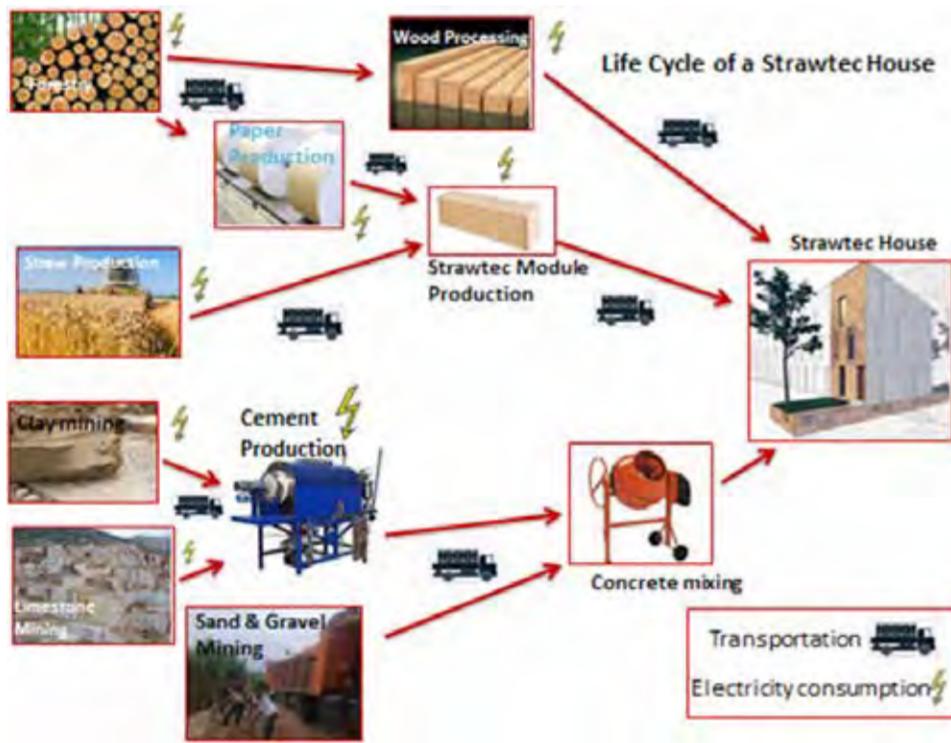 Forestry
Wood Processing
Life Cycle of a Strawtec House
Paper
Production
Straw Production
Strawtec Module
Production
Strawtec House
Clay mining
Cement
Production
Limestone
Mining
Sand & Gravel
Mining
Concrete mixing
Transportation
Electricity consumption